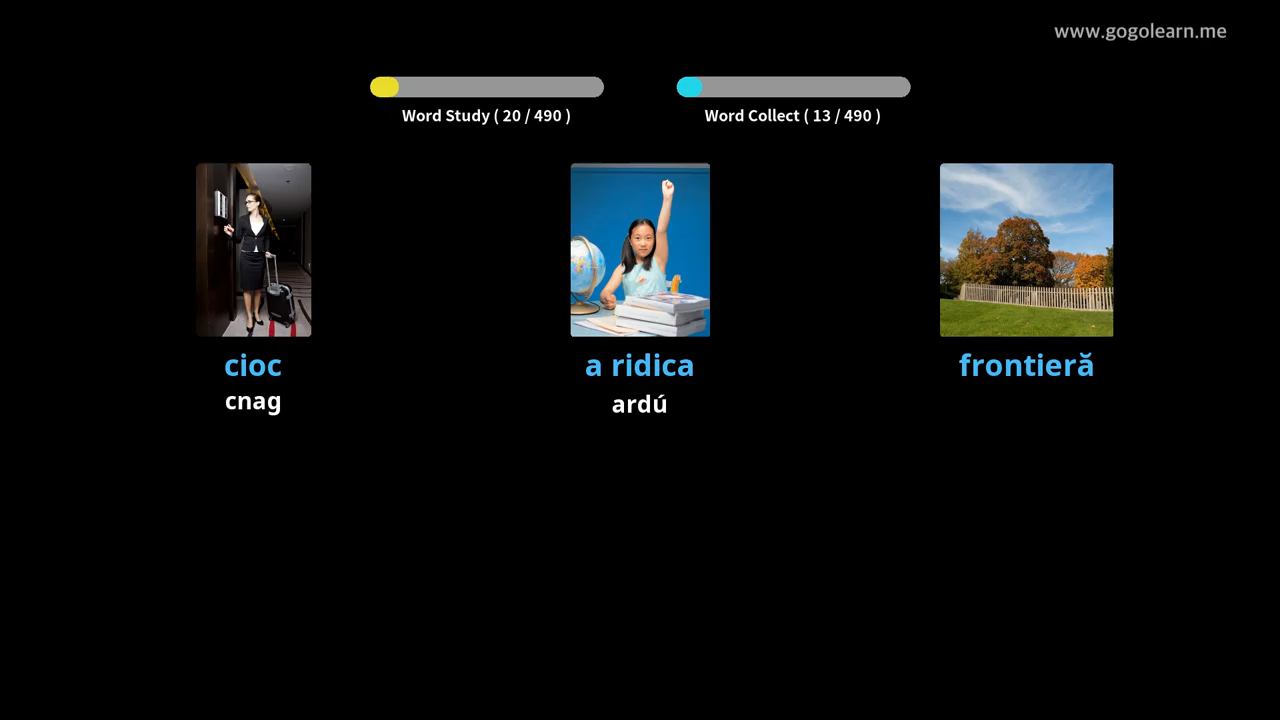 www.gogolearn.me
Word Study ( 20 / 490 )
Word Collect ( 13 / 490 )
cioc
cnag
a ridica
ardú
frontieră